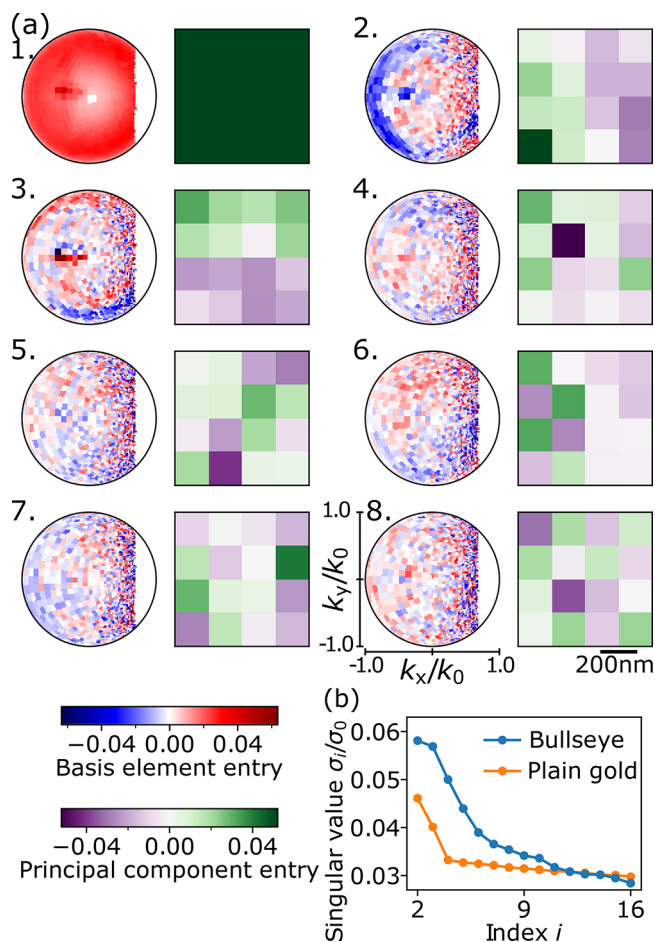 (a)
1.
2.
3.
4.
5.
6.
7.
8.
1.0
k_y/k_0
-1.0
-1.0 0.0 1.0
k_x/k_0
200nm
−0.04 0.00 0.04
Basis element entry
−0.04 0.00 0.04
Principal component entry
(b)
Singular value σ_i/σ_0
0.06
0.05
0.04
0.03
Bullseye
Plain gold
2 9 16
Index i